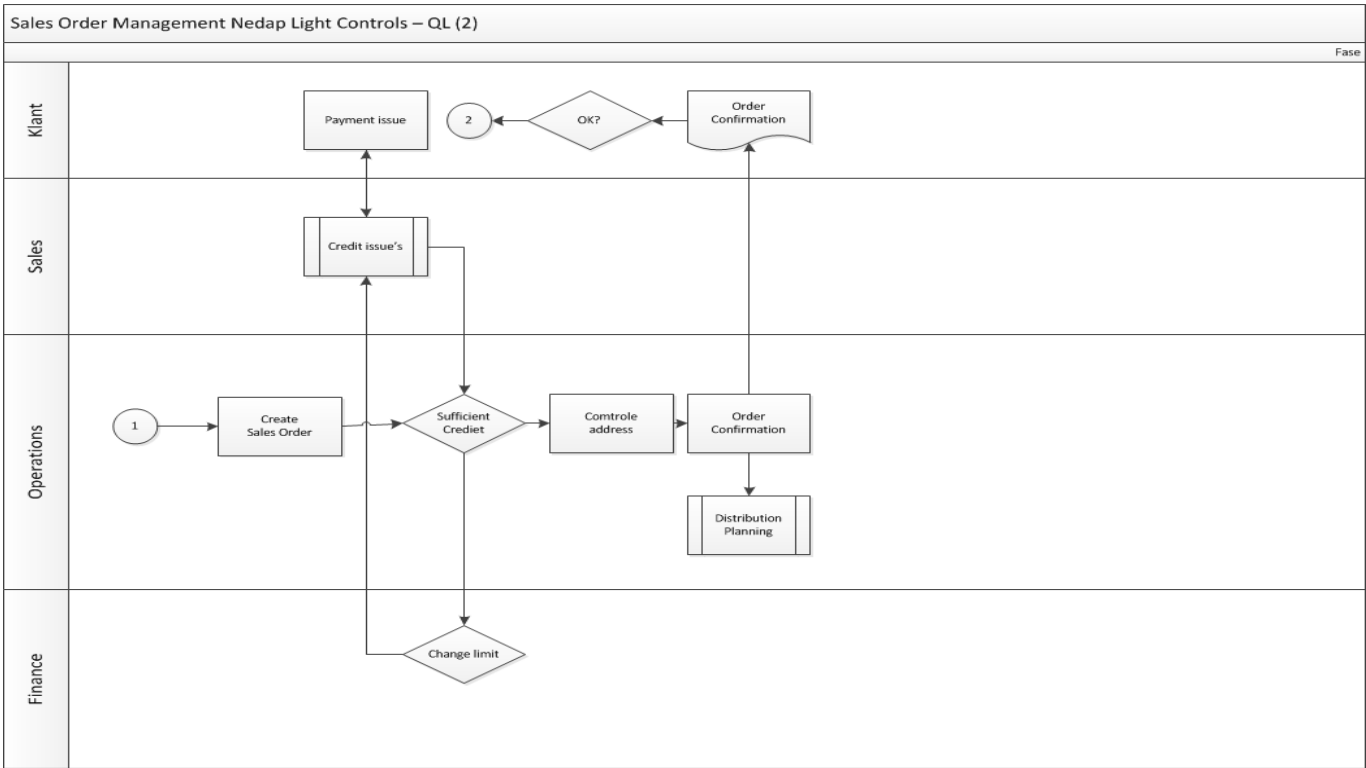 Sales Order Management Nedap Light Controls – QL (2)
Fase
Klant
Payment issue
2
OK?
Order
Confirmation
Sales
Credit issue's
Operations
1
Create
Sales Order
Sufficient
Crediet
Comtrole
address
Order
Confirmation
Distribution
Planning
Finance
Change limit